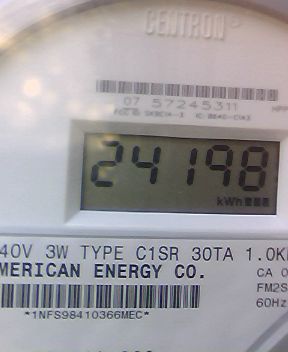 CENTRON
07 57245311
24198
kWh
40V 3W TYPE C1SR 30TA 1.0K
MERICAN ENERGY CO.
CA 0
FM2S
*1NFS98410366MEC*
60Hz